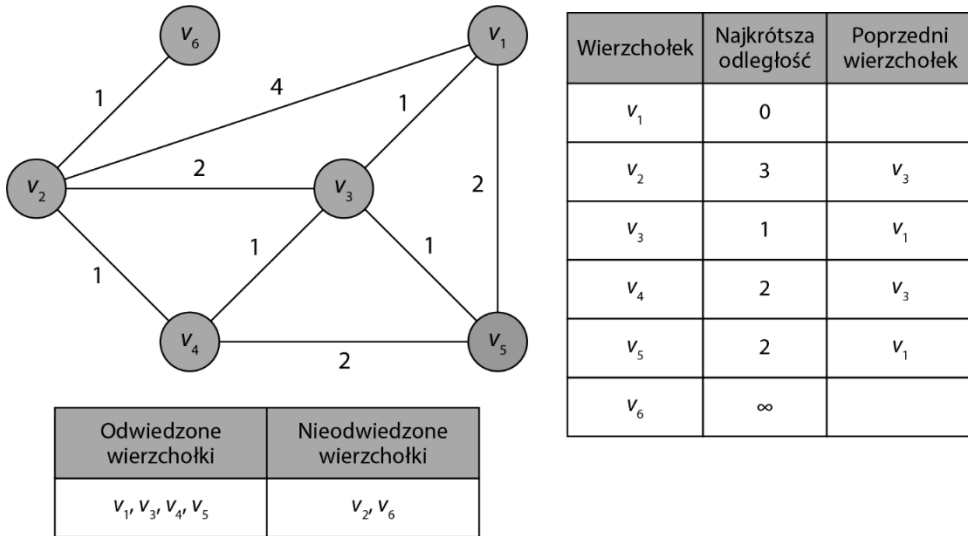 v₆
v₁
1
4
1
v₂
2
v₃
2
1
1
1
v₄
2
v₅
Odwiedzone wierzchołki
Nieodwiedzone wierzchołki
v₁, v₃, v₄, v₅
v₂, v₆
Wierzchołek
Najkrótsza odległość
Poprzedni wierzchołek
v₁ 0
v₂ 3 v₃
v₃ 1 v₁
v₄ 2 v₃
v₅ 2 v₁
v₆ ∞